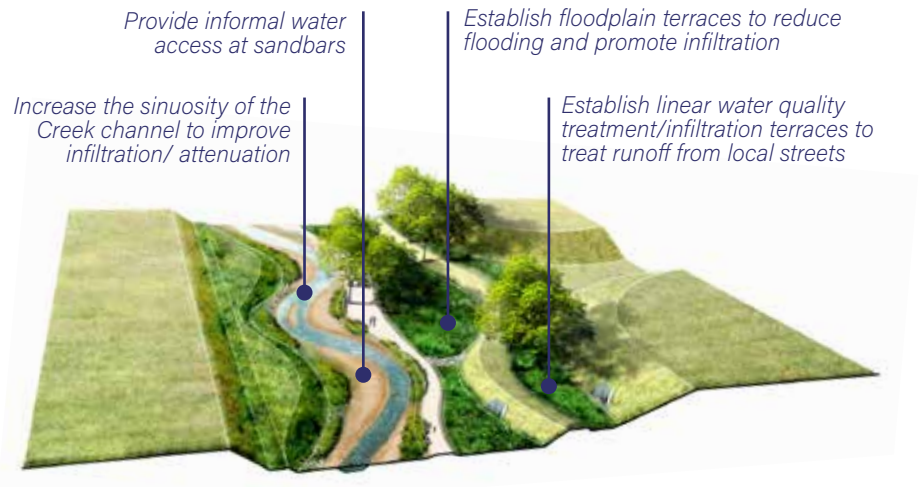 Provide informal water
access at sandbars
Establish floodplain terraces to reduce
flooding and promote infiltration
Increase the sinuosity of the
Creek channel to improve
infiltration/ attenuation
Establish linear water quality
treatment/infiltration terraces to
treat runoff from local streets